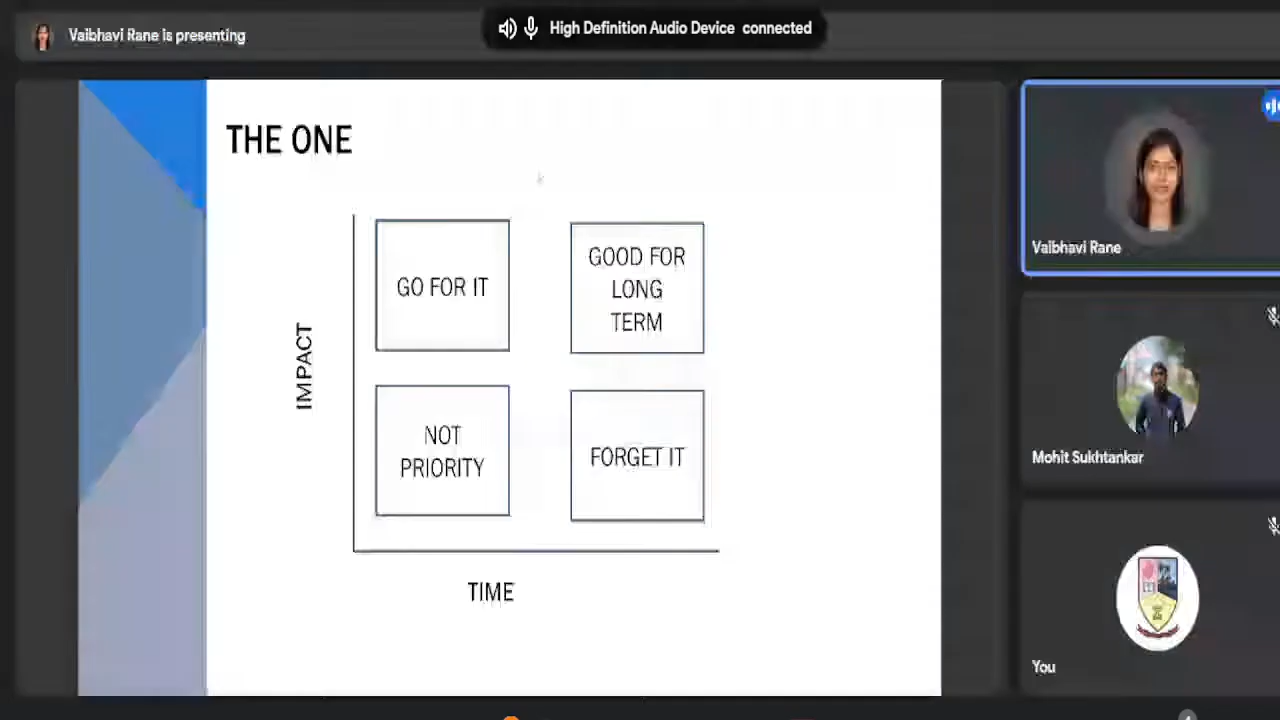 Vaibhavi Rane is presenting
High Definition Audio Device connected
THE ONE
IMPACT
GO FOR IT
GOOD FOR
LONG
TERM
NOT
PRIORITY
FORGET IT
TIME
Vaibhavi Rane
Mohit Sukhtankar
You